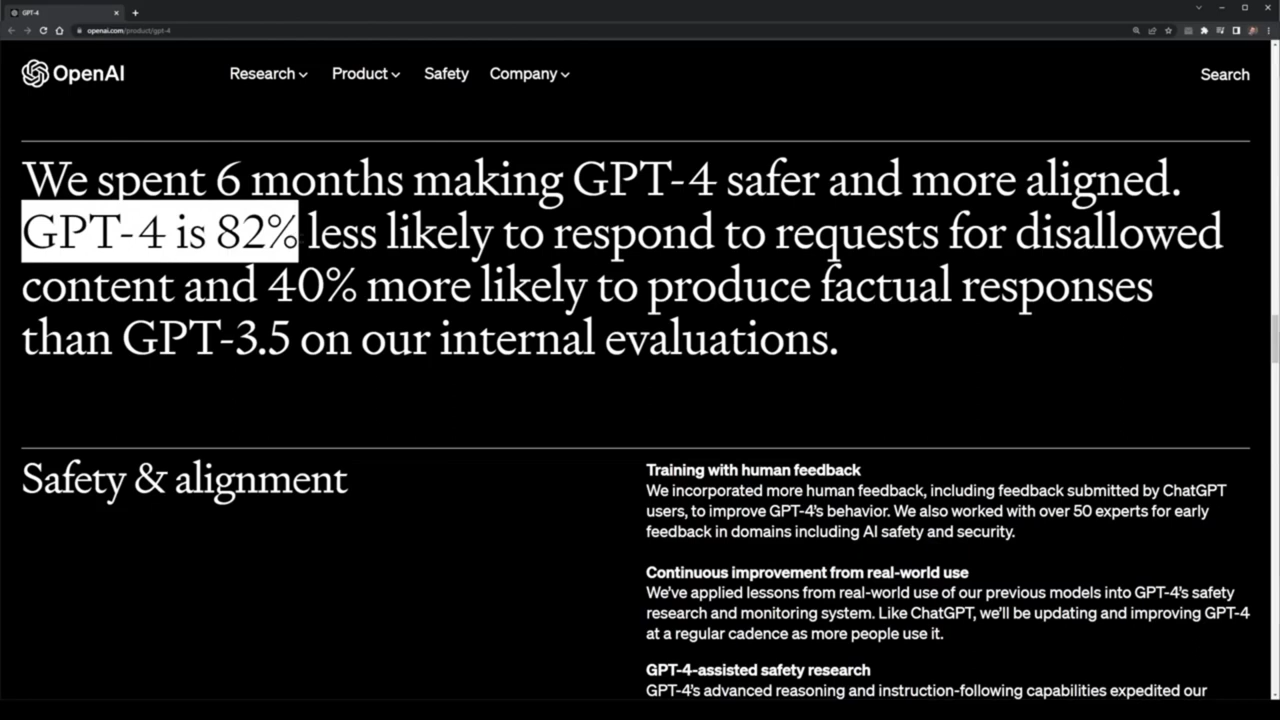 GPT-4
openai.com/product/gpt-4
OpenAI
Research
Product
Safety
Company
Search
We spent 6 months making GPT-4 safer and more aligned.
GPT-4 is 82% less likely to respond to requests for disallowed
content and 40% more likely to produce factual responses
than GPT-3.5 on our internal evaluations.
Safety & alignment
Training with human feedback
We incorporated more human feedback, including feedback submitted by ChatGPT
users, to improve GPT-4's behavior. We also worked with over 50 experts for early
feedback in domains including AI safety and security.
Continuous improvement from real-world use
We've applied lessons from real-world use of our previous models into GPT-4's safety
research and monitoring system. Like ChatGPT, we'll be updating and improving GPT-4
at a regular cadence as more people use it.
GPT-4-assisted safety research
GPT-4's advanced reasoning and instruction-following capabilities expedited our